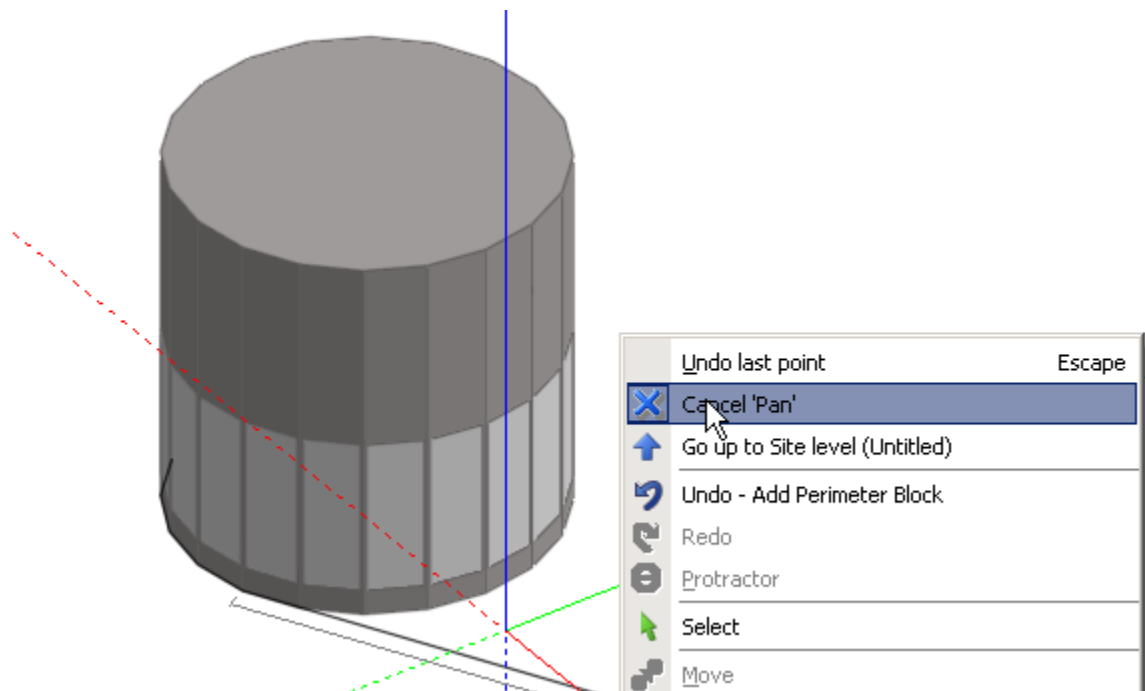 Undo last point Escape
Cancel 'Pan'
Go up to Site level (Untitled)
Undo - Add Perimeter Block
Redo
Protractor
Select
Move